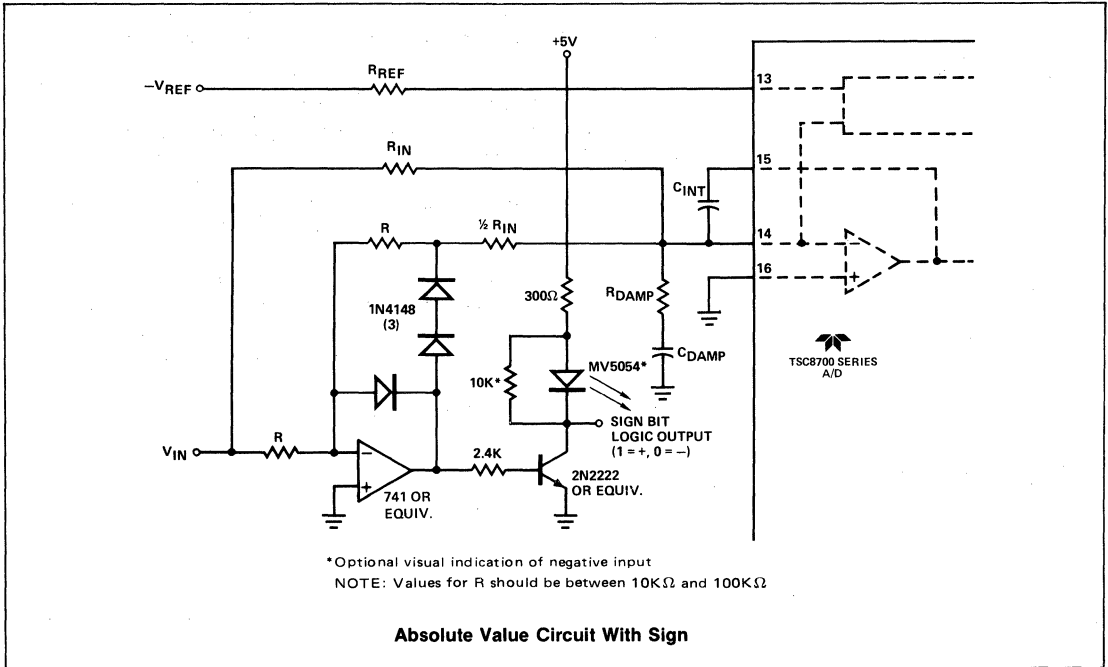 +5V
–VREF
RREF
13
RIN
15
CINT
R
½ RIN
14
16
1N4148
(3)
300Ω
RDAMP
CDAMP
TSC8700 SERIES
A/D
10K*
MV5054*
SIGN BIT
LOGIC OUTPUT
(1 = +, 0 = –)
VIN
R
–
+
–
+
741 OR
EQUIV.
2.4K
2N2222
OR EQUIV.
*Optional visual indication of negative input
NOTE: Values for R should be between 10KΩ and 100KΩ
Absolute Value Circuit With Sign